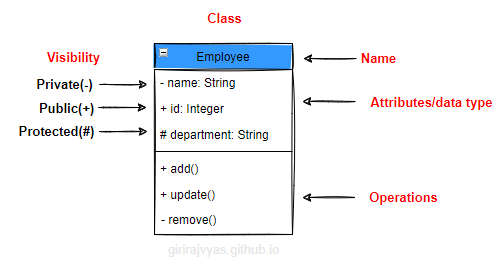 Class
Visibility
Employee
Name
Private(-)
- name: String
Public(+)
+ id: Integer
Attributes/data type
Protected(#)
# department: String
+ add()
+ update()
Operations
- remove()
girirajvyas.github.io